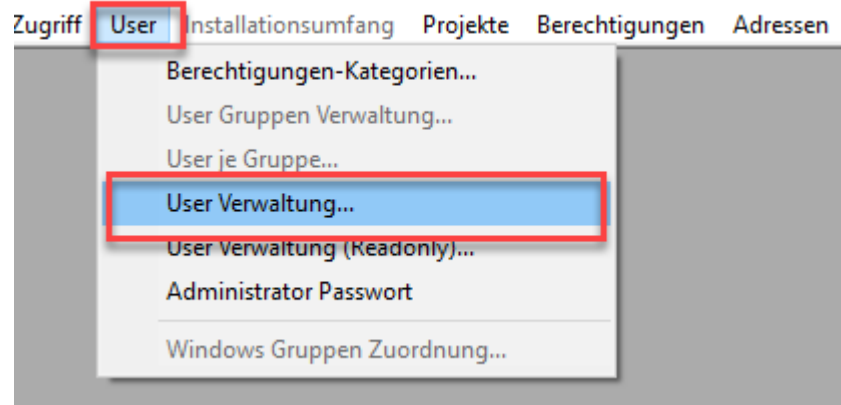 Zugriff User Installationsumfang Projekte Berechtigungen Adressen
Berechtigungen-Kategorien...
User Gruppen Verwaltung...
User je Gruppe...
User Verwaltung...
User Verwaltung (Readonly)...
Administrator Passwort
Windows Gruppen Zuordnung...